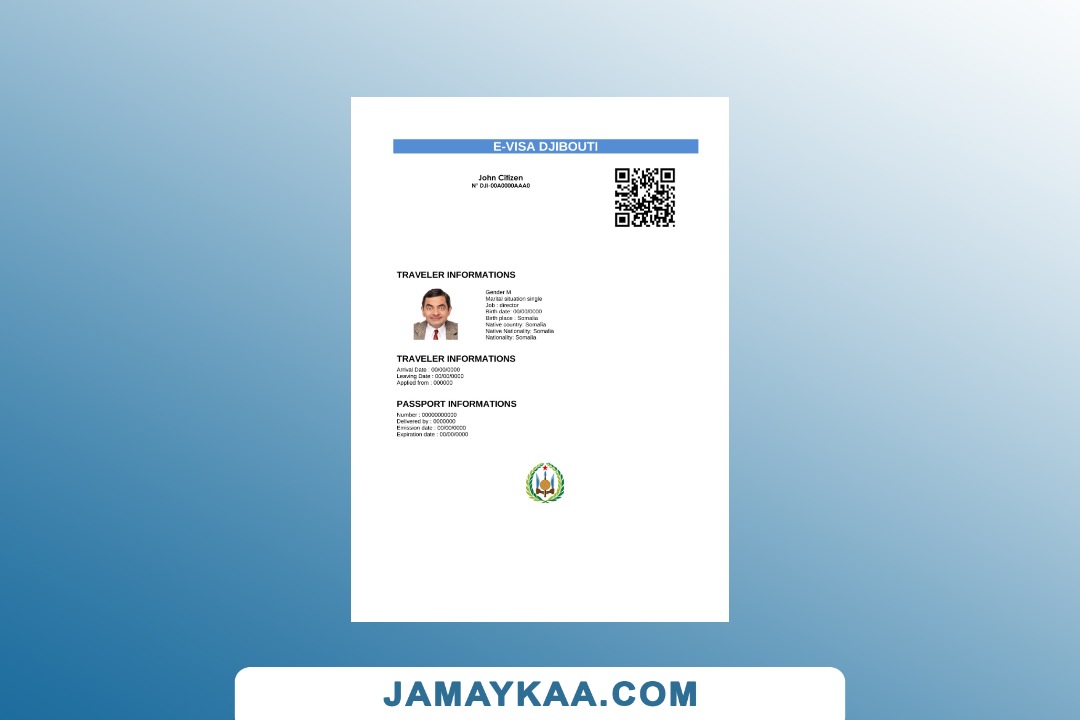 E-VISA DJIBOUTI
John Citizen
N° DJI-00A0000AAA0
TRAVELER INFORMATIONS
Gender M
Marital situation single
Job : director
Birth date: 00/00/0000
Birth place : Somalia
Native country: Somalia
Native Nationality: Somalia
Nationality: Somalia
TRAVELER INFORMATIONS
Arrival Date : 00/00/0000
Leaving Date : 00/00/0000
Applied from : 000000
PASSPORT INFORMATIONS
Number : 00000000000
Delivered by : 0000000
Emission date : 00/00/0000
Expiration date : 00/00/0000
JAMAYKAA.COM